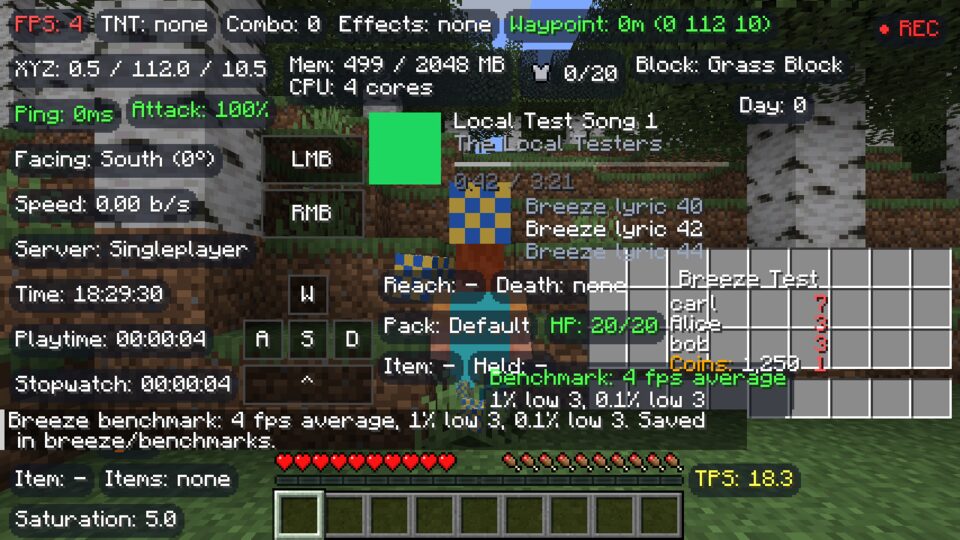 FPS: 4 TNT: none Combo: 0 Effects: none Waypoint: 0m (0 112 10) REC
XYZ: 0.5 / 112.0 / 10.5 Mem: 499 / 2048 MB 0/20 Block: Grass Block
CPU: 4 cores
Ping: 0ms Attack: 100% Day: 0
Local Test Song 1
The Local Testers
0:42 / 3:21
Facing: South (0°) LMB
Speed: 0.00 b/s RMB
Breeze lyric 40
Breeze lyric 42
Breeze lyric 44
Server: Singleplayer
Reach: - Death: none
Breeze Test
carl 7
Alice 3
bob 3
Coins: 1,250 1
Time: 18:29:30 W
Pack: Default HP: 20/20
Playtime: 00:00:04 A S D
Item: - Held: -
Stopwatch: 00:00:04 ^
Benchmark: 4 fps average
1% low 3, 0.1% low 3
Breeze benchmark: 4 fps average, 1% low 3, 0.1% low 3. Saved
in breeze/benchmarks.
Item: - Items: none TPS: 18.3
Saturation: 5.0